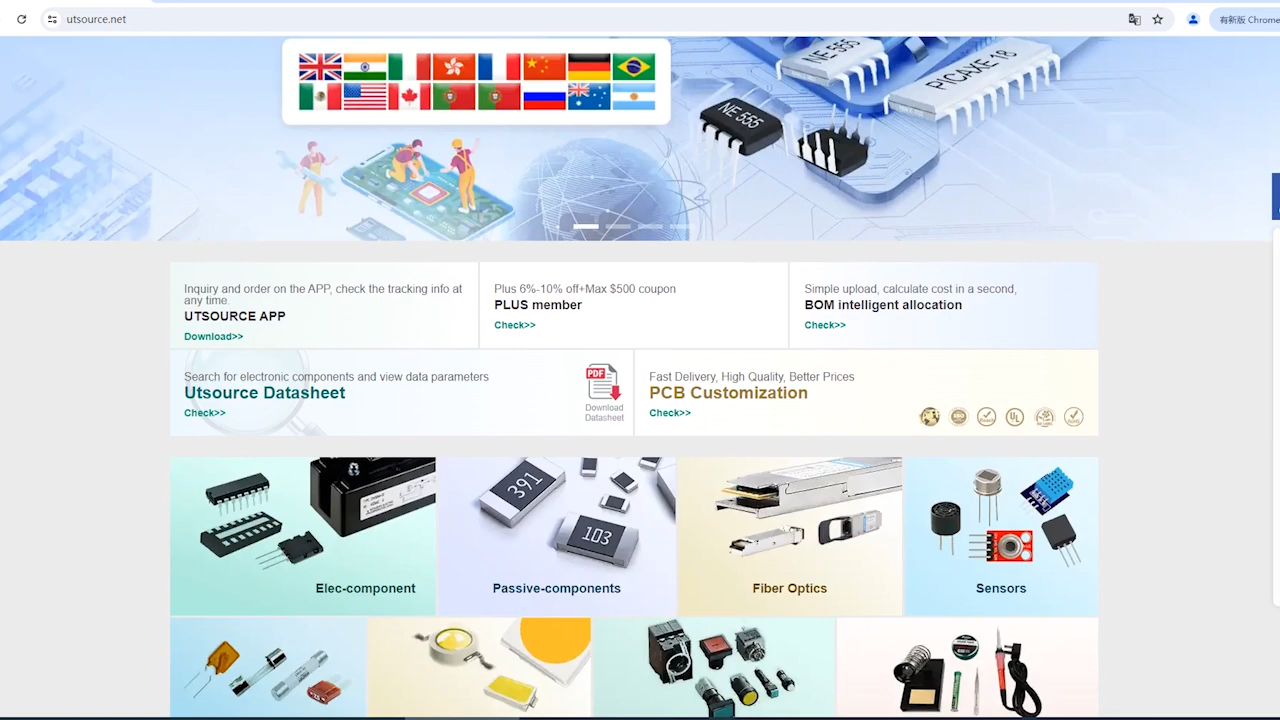 utsource.net
有新版 Chrome
NE 555
PICAXE-18
NE 555
Inquiry and order on the APP, check the tracking info at
any time.
UTSOURCE APP
Download>>
Plus 6%-10% off+Max $500 coupon
PLUS member
Check>>
Simple upload, calculate cost in a second,
BOM intelligent allocation
Check>>
Search for electronic components and view data parameters
Utsource Datasheet
Check>>
PDF
Download
Datasheet
Fast Delivery, High Quality, Better Prices
PCB Customization
Check>>
UL
391
103
Elec-component
Passive-components
Fiber Optics
Sensors